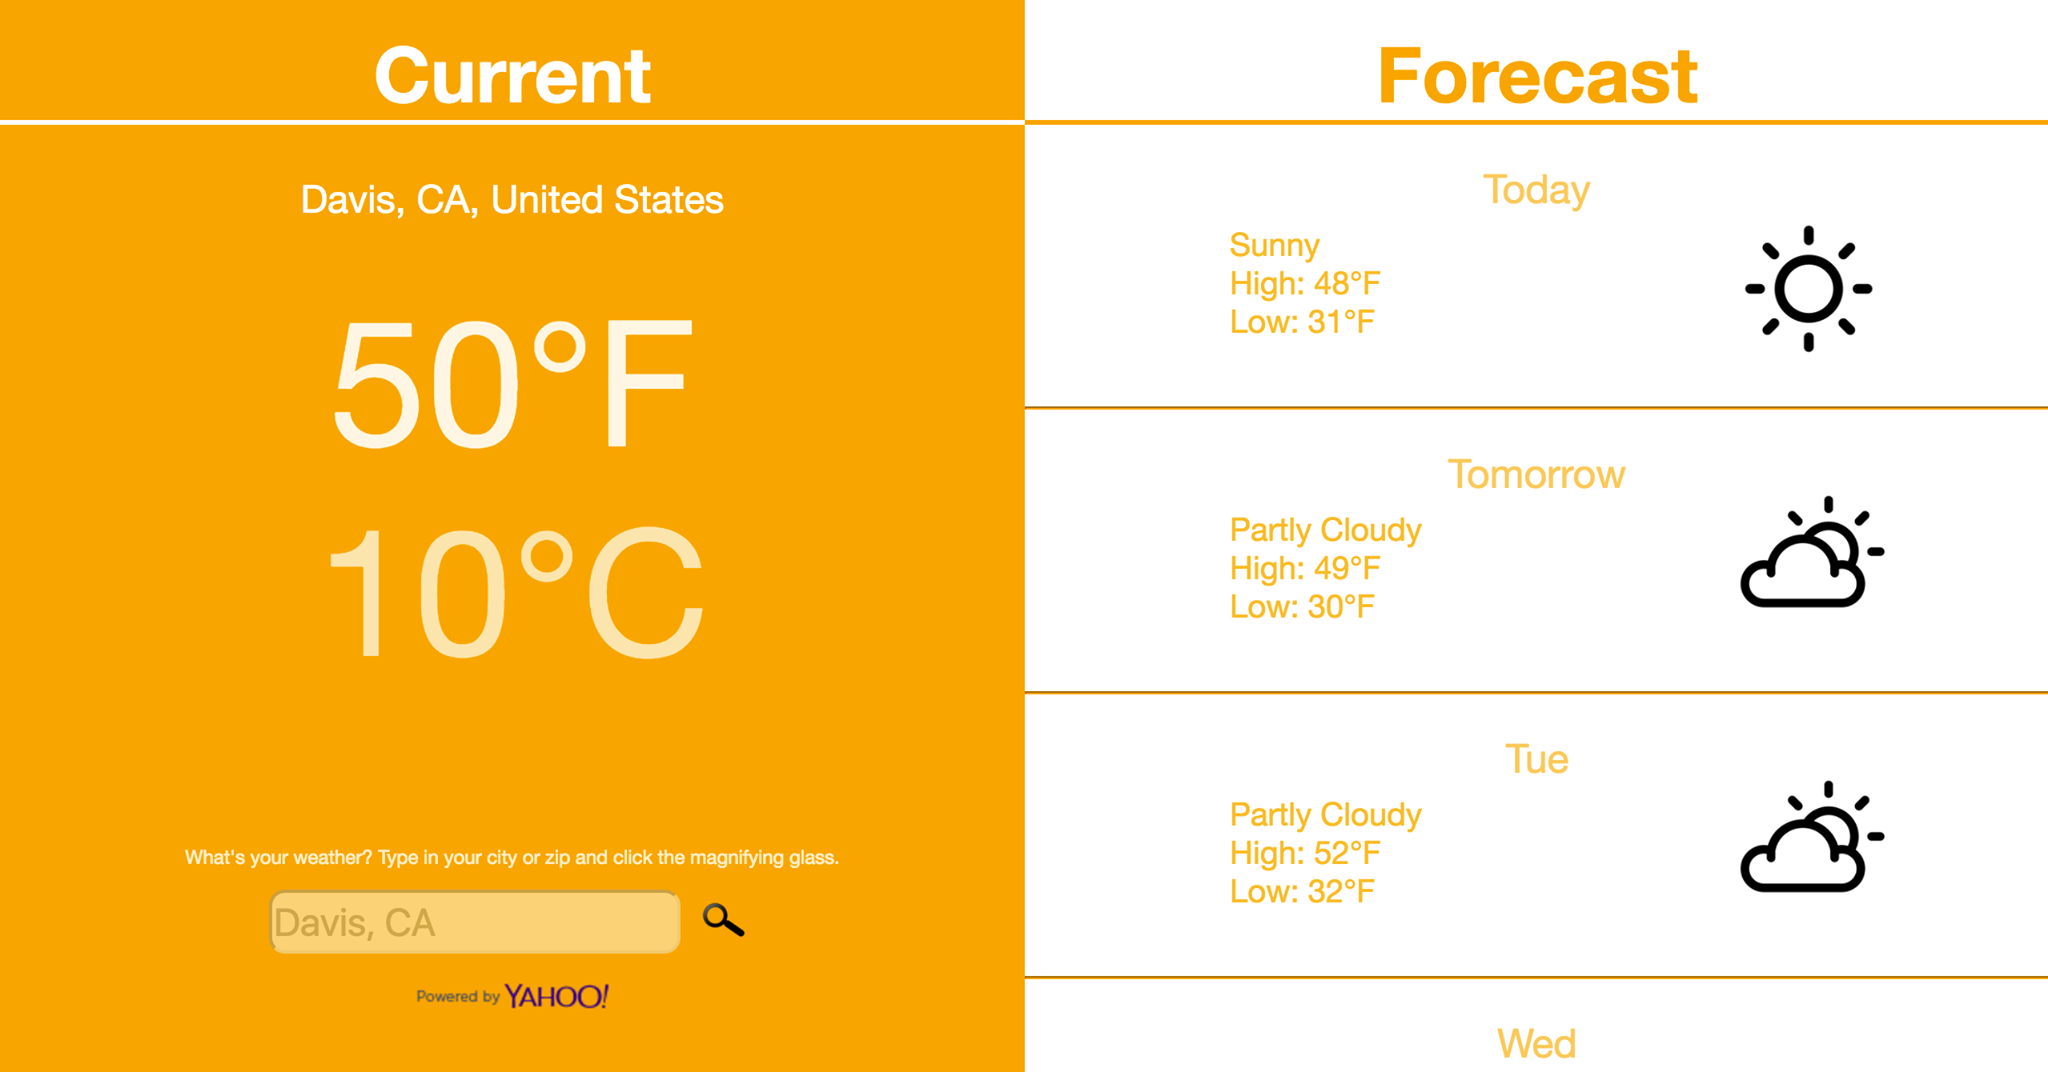 Current
Davis, CA, United States
50°F
10°C
What's your weather? Type in your city or zip and click the magnifying glass.
Davis, CA
Powered by YAHOO!
Forecast
Today
Sunny
High: 48°F
Low: 31°F
Tomorrow
Partly Cloudy
High: 49°F
Low: 30°F
Tue
Partly Cloudy
High: 52°F
Low: 32°F
Wed